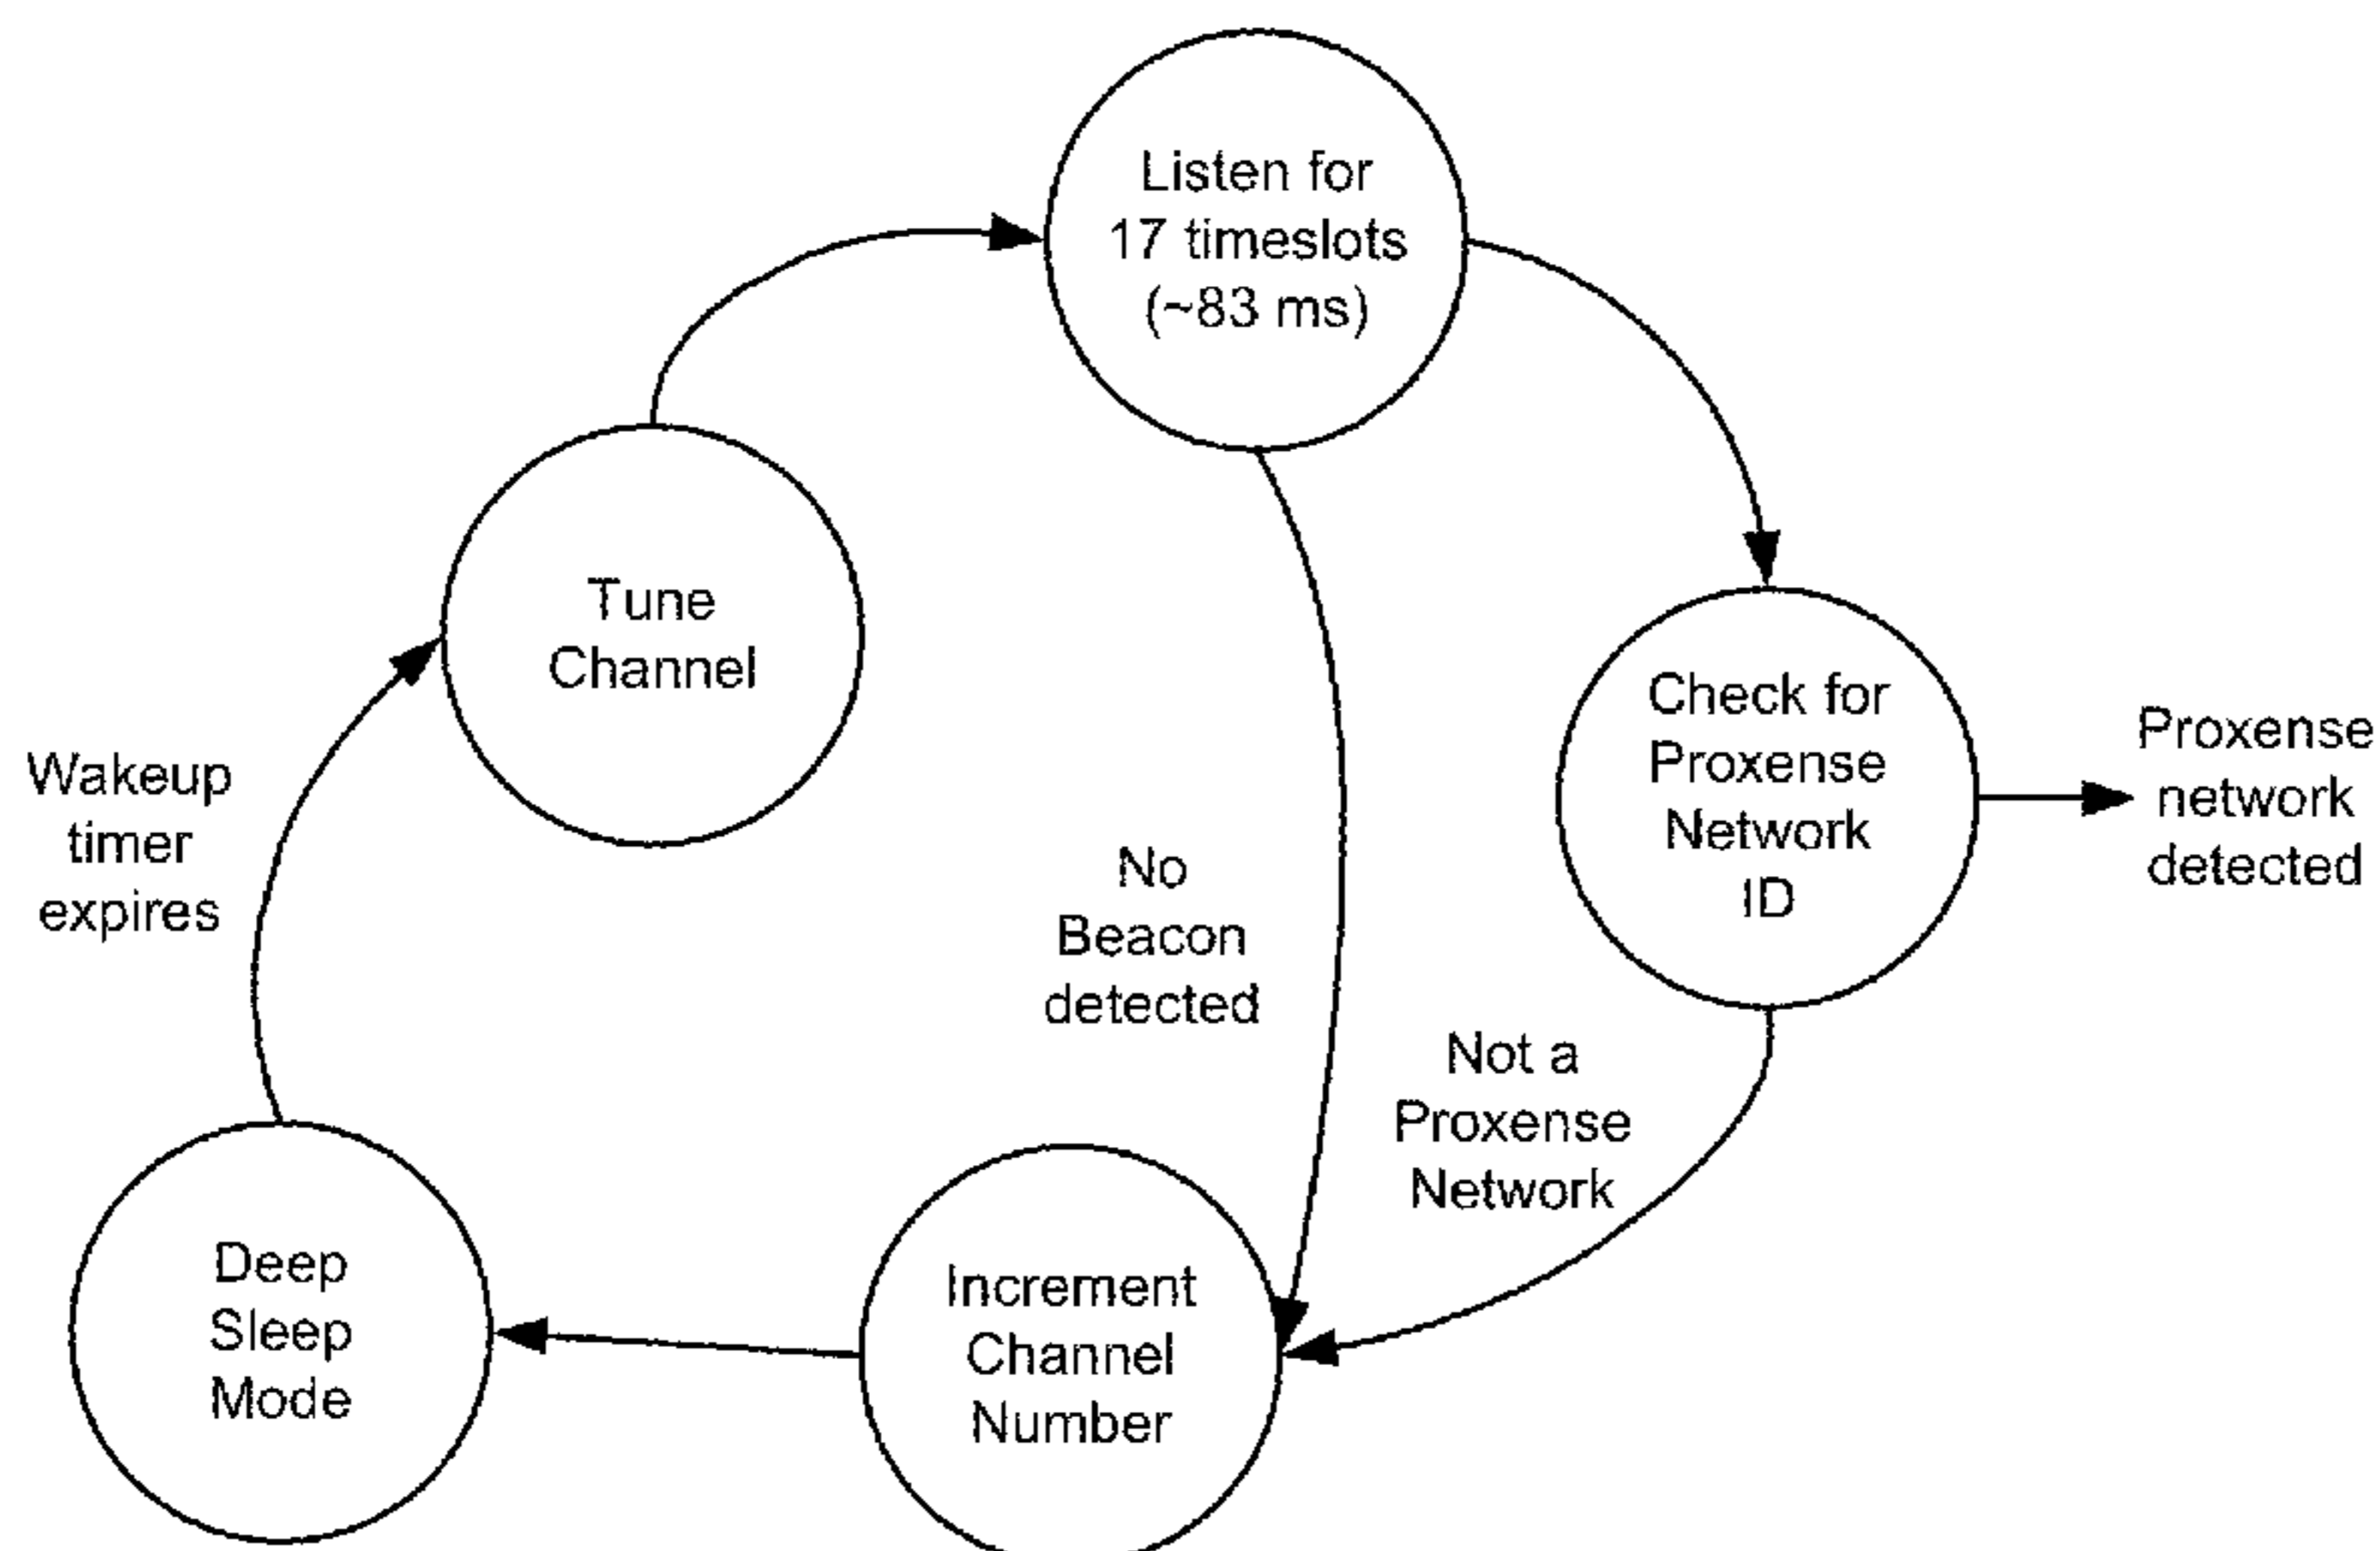 Listen for
17 timeslots
(~83 ms)
Tune
Channel
Check for
Proxense
Network
ID
Proxense
network
detected
Wakeup
timer
expires
No
Beacon
detected
Not a
Proxense
Network
Deep
Sleep
Mode
Increment
Channel
Number